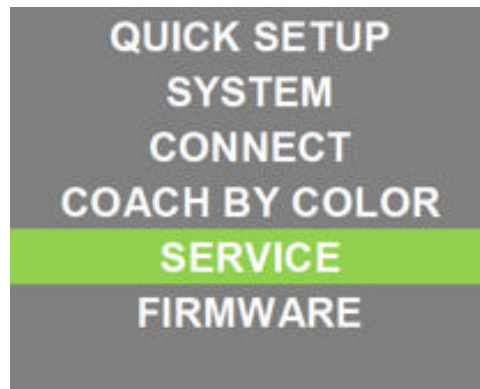 QUICK SETUP
SYSTEM
CONNECT
COACH BY COLOR
SERVICE
FIRMWARE